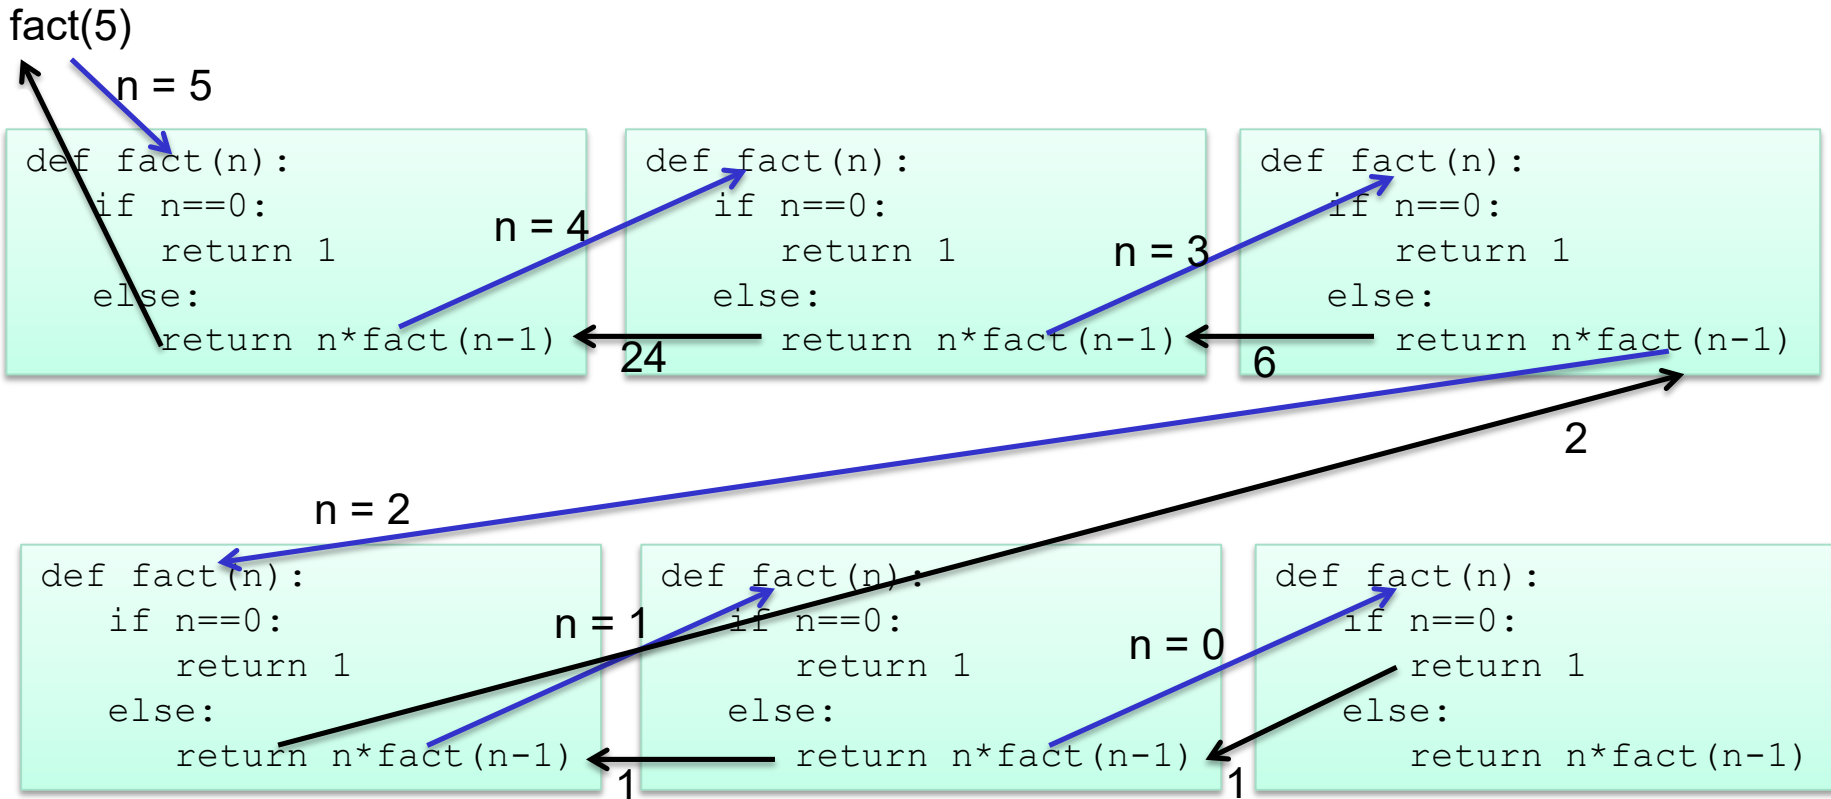 fact(5)
n = 5
def fact(n):
if n==0:
return 1
else:
return n*fact(n-1)
n = 4
24
def fact(n):
if n==0:
return 1
else:
return n*fact(n-1)
n = 3
6
def fact(n):
if n==0:
return 1
else:
return n*fact(n-1)
2
n = 2
def fact(n):
if n==0:
return 1
else:
return n*fact(n-1)
n = 1
1
def fact(n):
if n==0:
return 1
else:
return n*fact(n-1)
n = 0
1
def fact(n):
if n==0:
return 1
else:
return n*fact(n-1)